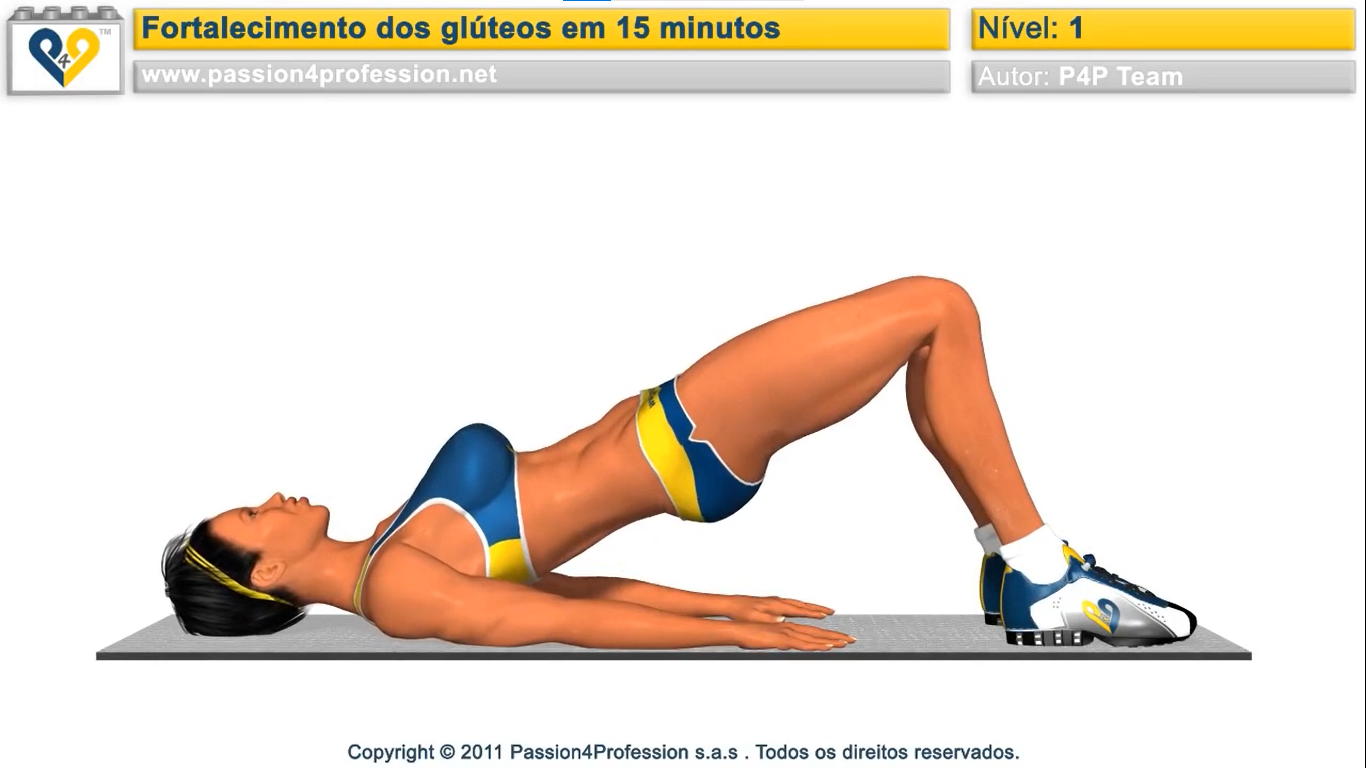 Fortalecimento dos glúteos em 15 minutos
Nível: 1
www.passion4profession.net
Autor: P4P Team
4
TM
Copyright © 2011 Passion4Profession s.a.s . Todos os direitos reservados.